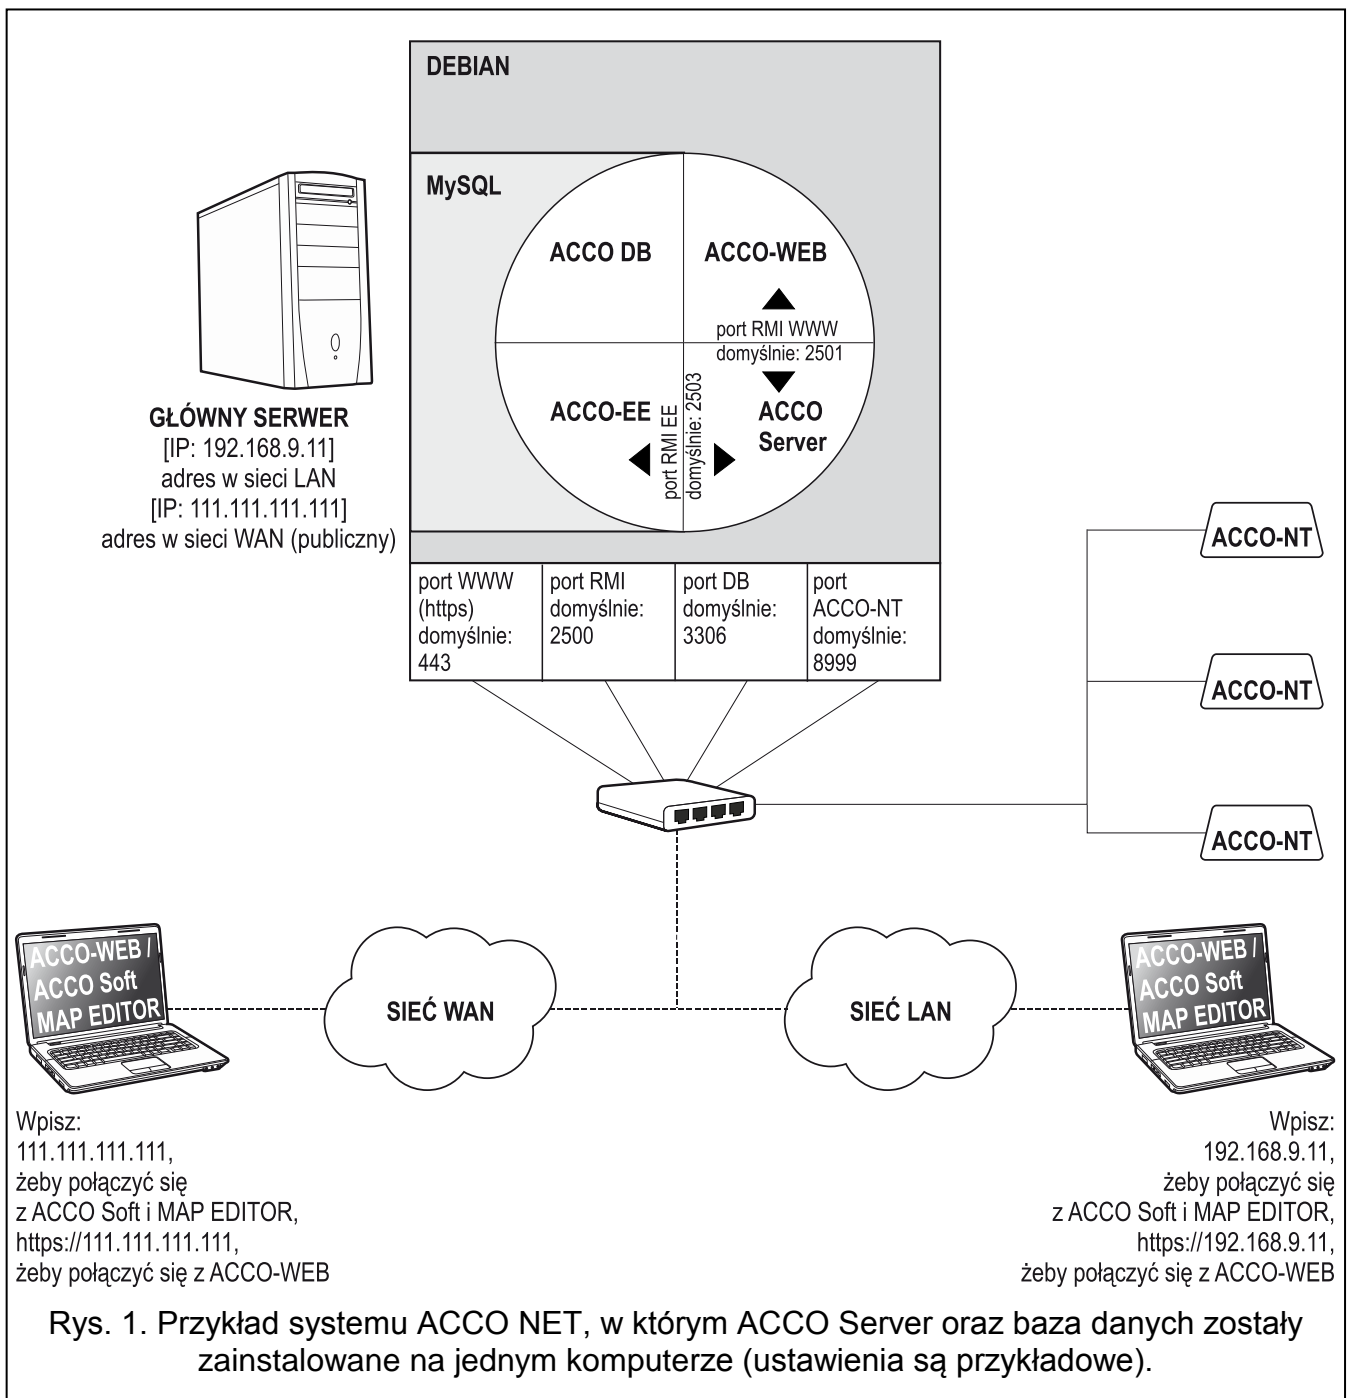 DEBIAN
MySQL
ACCO DB
ACCO-WEB
port RMI WWW
domyślnie: 2501
ACCO-EE
port RMI EE
domyślnie: 2503
ACCO
Server
GŁÓWNY SERWER
[IP: 192.168.9.11]
adres w sieci LAN
[IP: 111.111.111.111]
adres w sieci WAN (publiczny)
port WWW
(https)
domyślnie:
443
port RMI
domyślnie:
2500
port DB
domyślnie:
3306
port
ACCO-NT
domyślnie:
8999
ACCO-NT
ACCO-NT
ACCO-NT
ACCO-WEB /
ACCO Soft
MAP EDITOR
SIEĆ WAN
SIEĆ LAN
ACCO-WEB /
ACCO Soft
MAP EDITOR
Wpisz:
111.111.111.111,
żeby połączyć się
z ACCO Soft i MAP EDITOR,
https://111.111.111.111,
żeby połączyć się z ACCO-WEB
Wpisz:
192.168.9.11,
żeby połączyć się
z ACCO Soft i MAP EDITOR,
https://192.168.9.11,
żeby połączyć się z ACCO-WEB
Rys. 1. Przykład systemu ACCO NET, w którym ACCO Server oraz baza danych zostały
zainstalowane na jednym komputerze (ustawienia są przykładowe).